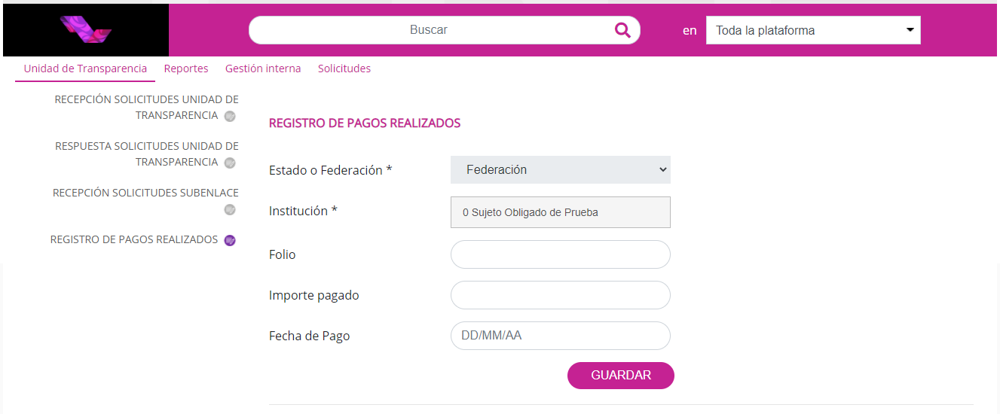 Buscar
en
Toda la plataforma
Unidad de Transparencia
Reportes
Gestión interna
Solicitudes
RECEPCIÓN SOLICITUDES UNIDAD DE
TRANSPARENCIA
RESPUESTA SOLICITUDES UNIDAD DE
TRANSPARENCIA
RECEPCIÓN SOLICITUDES SUBENLACE
REGISTRO DE PAGOS REALIZADOS
REGISTRO DE PAGOS REALIZADOS
Estado o Federación *
Federación
Institución *
0 Sujeto Obligado de Prueba
Folio
Importe pagado
Fecha de Pago
DD/MM/AA
GUARDAR